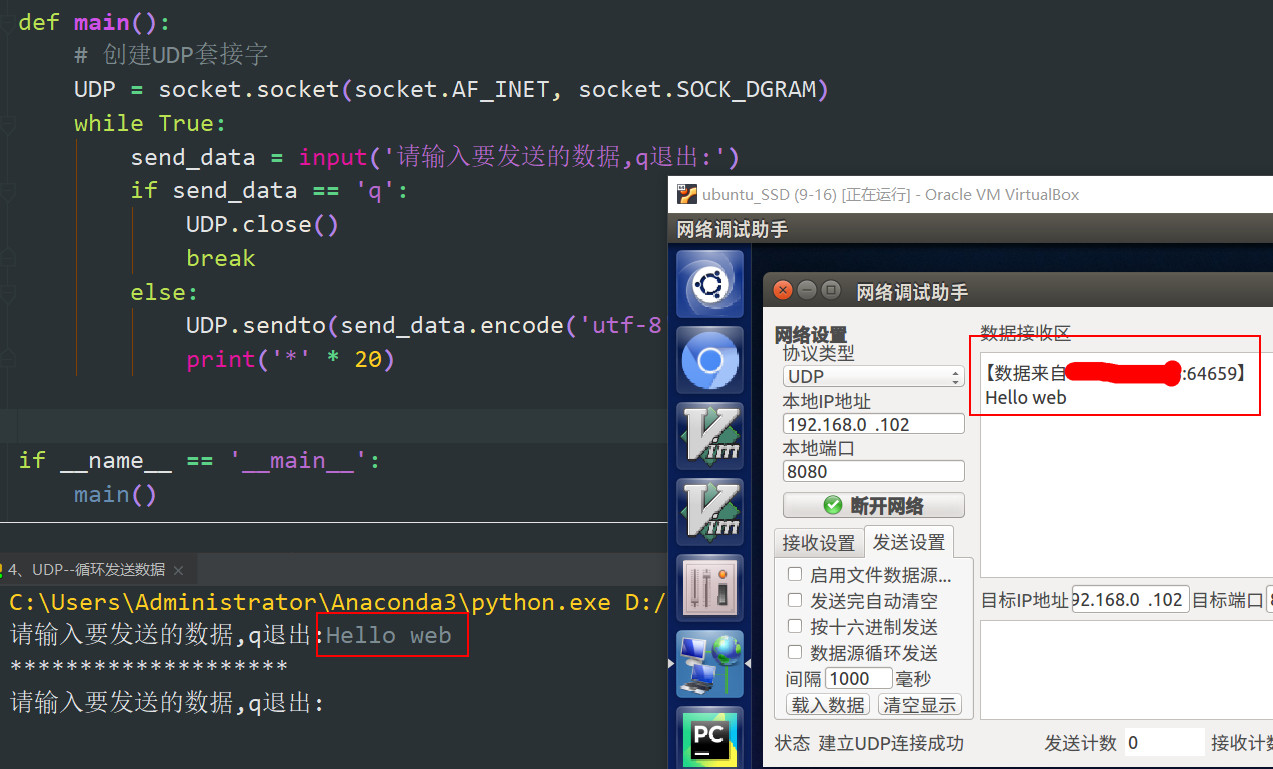 def main():
# 创建UDP套接字
UDP = socket.socket(socket.AF_INET, socket.SOCK_DGRAM)
while True:
send_data = input('请输入要发送的数据,q退出:')
if send_data == 'q':
UDP.close()
break
else:
UDP.sendto(send_data.encode('utf-8
print('*' * 20)
if __name__ == '__main__':
main()
4、UDP--循环发送数据
C:\Users\Administrator\Anaconda3\python.exe D:/
请输入要发送的数据,q退出:Hello web
********************
请输入要发送的数据,q退出:
ubuntu_SSD (9-16) [正在运行] - Oracle VM VirtualBox
网络调试助手
网络调试助手
网络设置
协议类型
UDP
本地IP地址
192.168.0 .102
本地端口
8080
断开网络
接收设置 发送设置
启用文件数据源...
发送完自动清空
按十六进制发送
数据源循环发送
间隔 1000 毫秒
载入数据 清空显示
状态 建立UDP连接成功
数据接收区
【数据来自 :64659】
Hello web
目标IP地址 92.168.0 .102 目标端口
发送计数 0 接收计数
Vim
Vim
PC